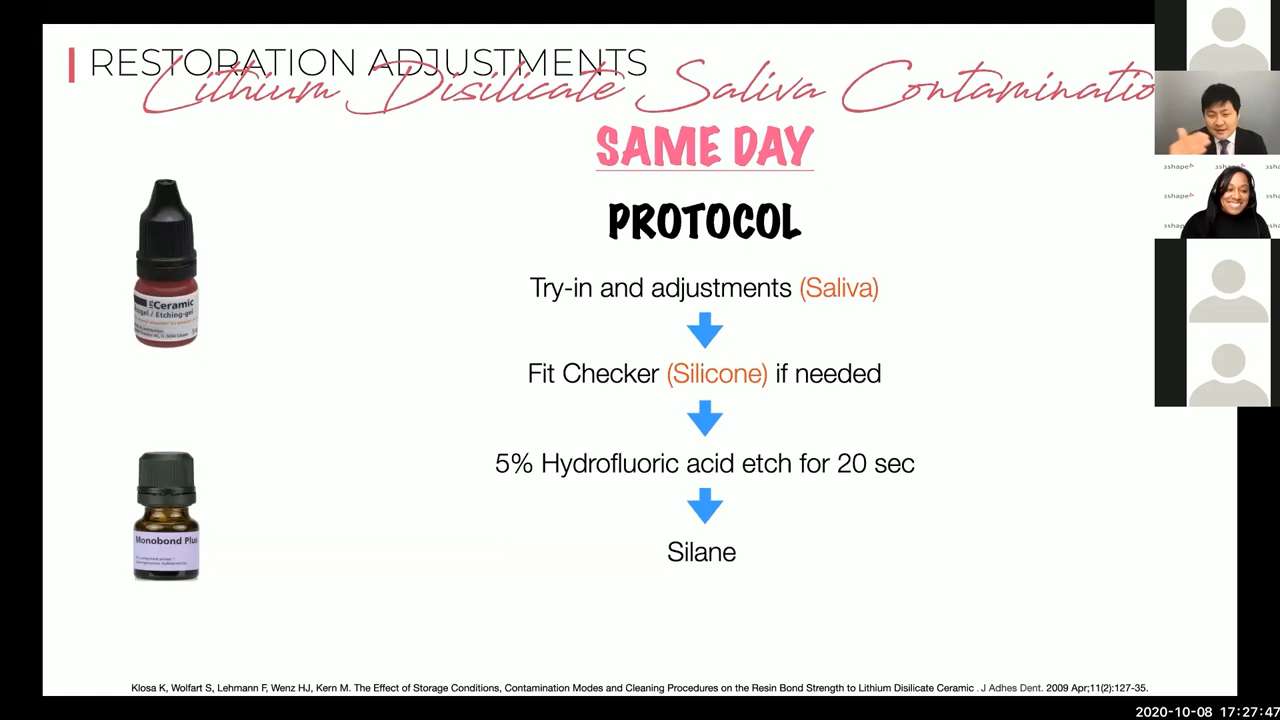 RESTORATION ADJUSTMENTS
Lithium Disilicate Saliva Contaminatio
SAME DAY
PROTOCOL
Try-in and adjustments (Saliva)
Fit Checker (Silicone) if needed
5% Hydrofluoric acid etch for 20 sec
Silane
Ceramic
Etching-gel
Monobond Plus
3shape
3shape
3shape
3shape
Klosa K, Wolfart S, Lehmann F, Wenz HJ, Kern M. The Effect of Storage Conditions, Contamination Modes and Cleaning Procedures on the Resin Bond Strength to Lithium Disilicate Ceramic . J Adhes Dent. 2009 Apr;11(2):127-35.
2020-10-08 17:27:47